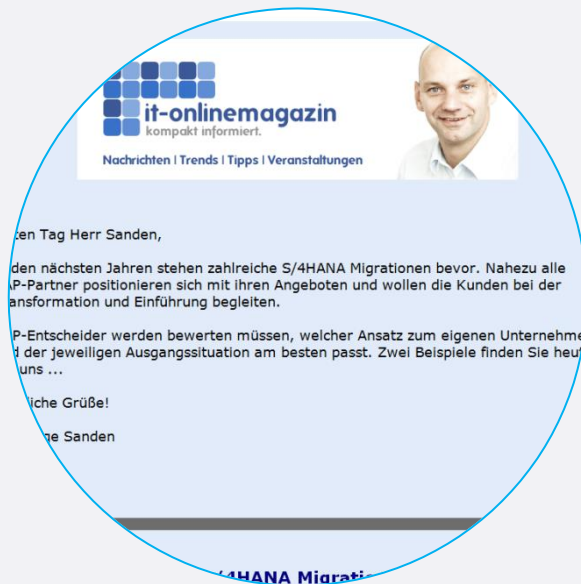 it-onlinemagazin
kompakt informiert.
Nachrichten | Trends | Tipps | Veranstaltungen
Tag Herr Sanden,
den nächsten Jahren stehen zahlreiche S/4HANA Migrationen bevor. Nahezu alle
AP-Partner positionieren sich mit ihren Angeboten und wollen die Kunden bei der
ansformation und Einführung begleiten.
P-Entscheider werden bewerten müssen, welcher Ansatz zum eigenen Unternehme
der jeweiligen Ausgangssituation am besten passt. Zwei Beispiele finden Sie heu
uns ...
liche Grüße!
ge Sanden
/4HANA Migratio